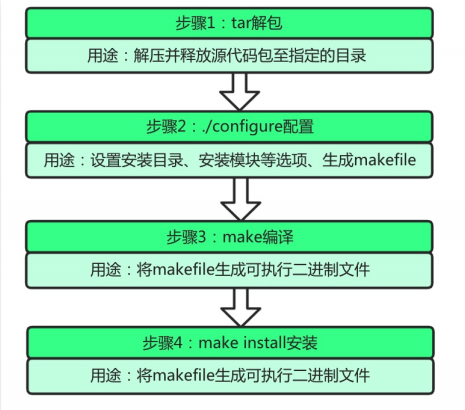 步骤1：tar解包
用途：解压并释放源代码包至指定的目录
步骤2：./configure配置
用途：设置安装目录、安装模块等选项、生成makefile
步骤3：make编译
用途：将makefile生成可执行二进制文件
步骤4：make install安装
用途：将makefile生成可执行二进制文件